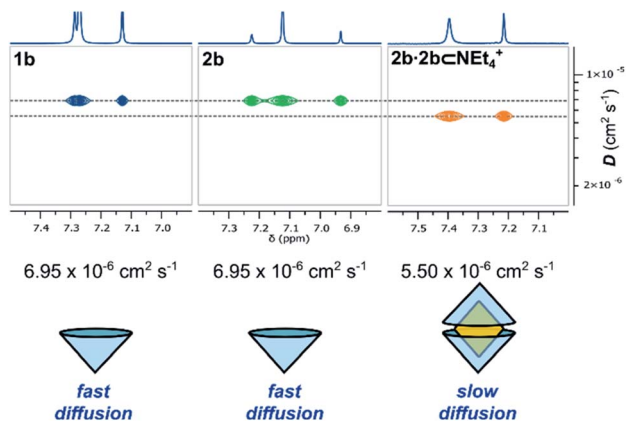 1b
2b
2b·2b⊂NEt₄⁺
1×10⁻⁵
D (cm² s⁻¹)
2×10⁻⁶
7.4 7.3 7.2 7.1 7.0
7.3 7.2 7.1 7.0 6.9
7.5 7.4 7.3 7.2 7.1
δ (ppm)
6.95 x 10⁻⁶ cm² s⁻¹
6.95 x 10⁻⁶ cm² s⁻¹
5.50 x 10⁻⁶ cm² s⁻¹
fast
diffusion
fast
diffusion
slow
diffusion